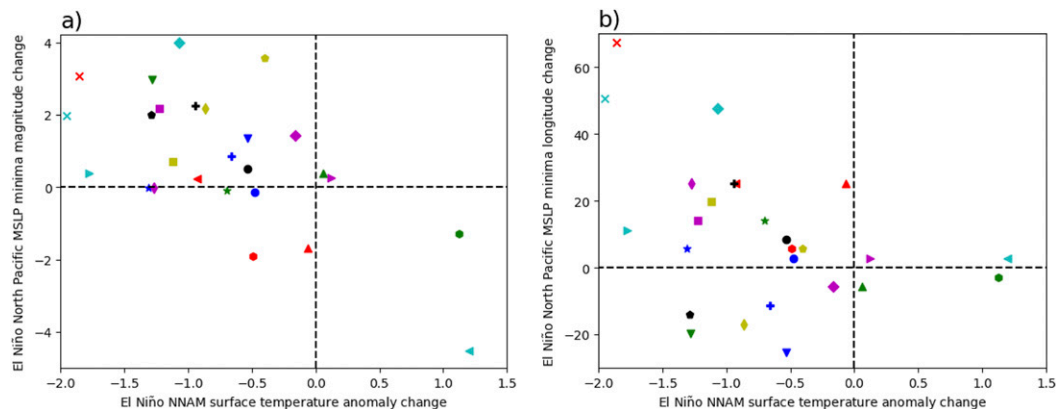 a)
El Niño North Pacific MSLP minima magnitude change
4
2
0
−2
−4
−2.0 −1.5 −1.0 −0.5 0.0 0.5 1.0 1.5
El Niño NNAM surface temperature anomaly change
b)
El Niño North Pacific MSLP minima longitude change
60
40
20
0
−20
−2.0 −1.5 −1.0 −0.5 0.0 0.5 1.0 1.5
El Niño NNAM surface temperature anomaly change